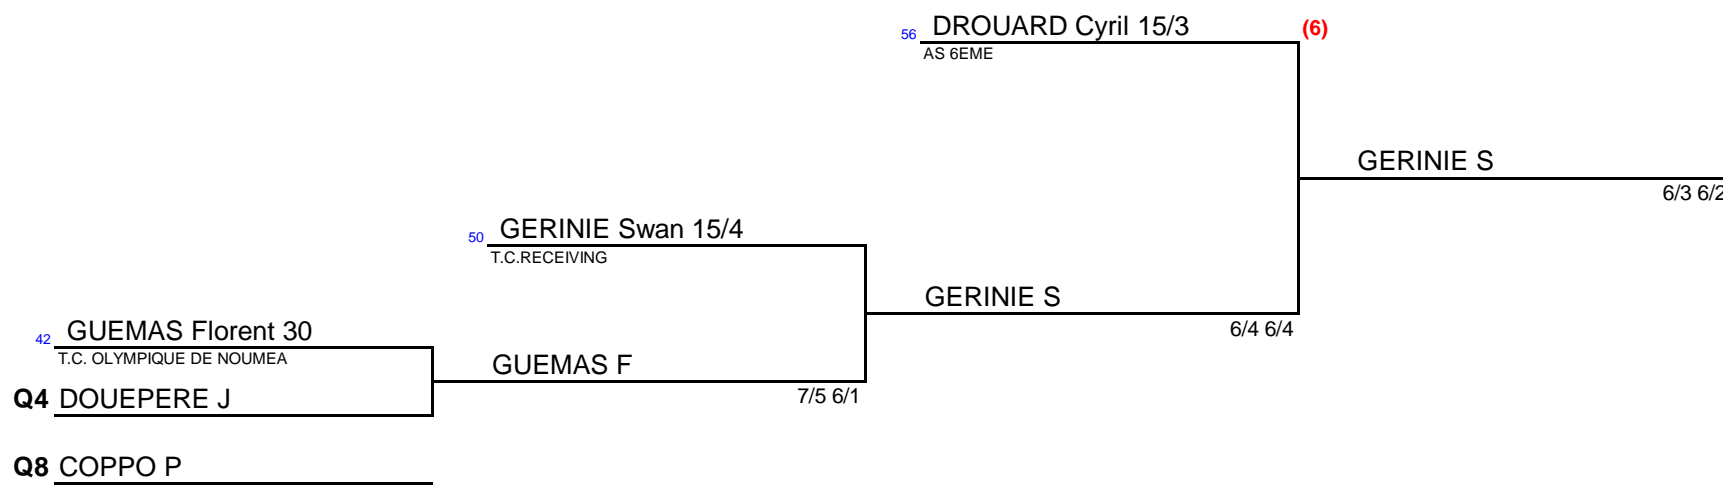 56 DROUARD Cyril 15/3 (6)
AS 6EME
GERINIE S
6/3 6/2
50 GERINIE Swan 15/4
T.C.RECEIVING
GERINIE S
6/4 6/4
42 GUEMAS Florent 30
T.C. OLYMPIQUE DE NOUMEA
GUEMAS F
7/5 6/1
Q4 DOUEPERE J
Q8 COPPO P